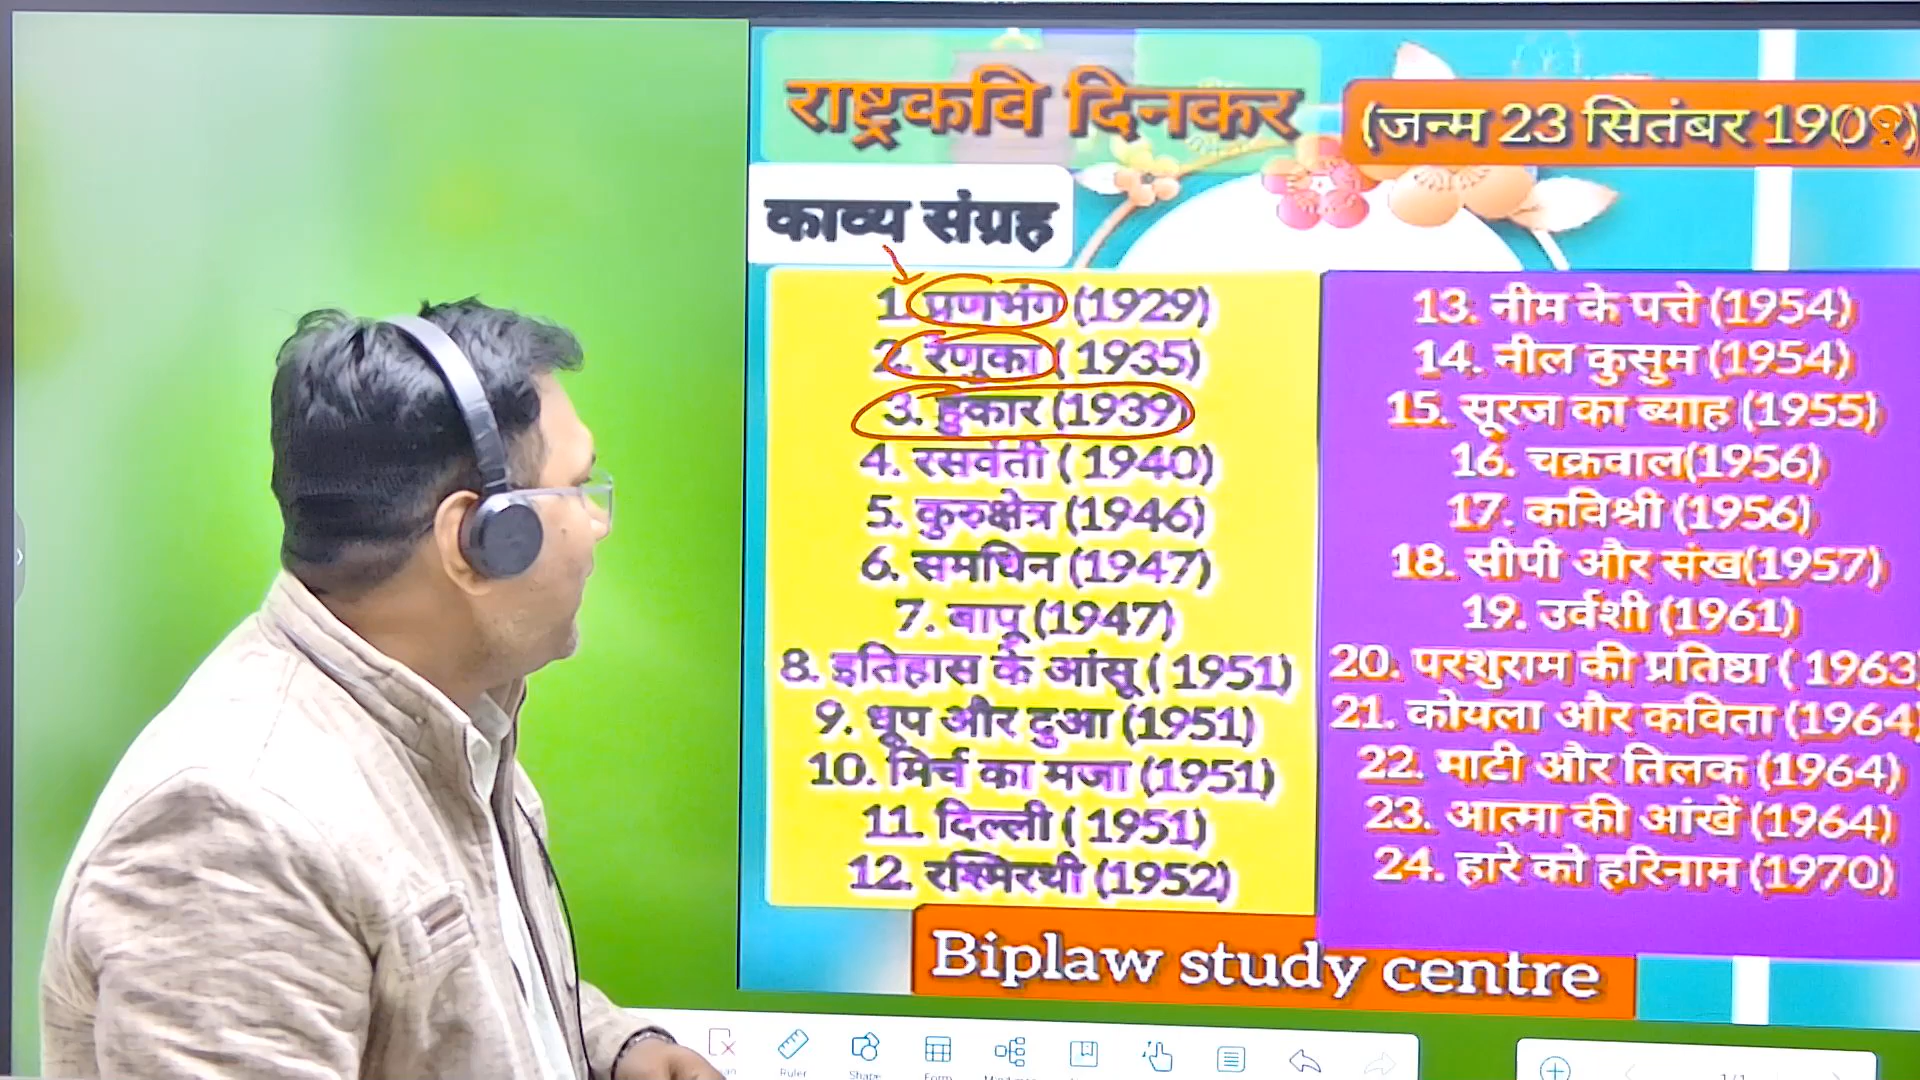 राष्ट्रकवि दिनकर
(जन्म 23 सितंबर 1908)
काव्य संग्रह
1. प्रणभंग (1929)
2. रेणुका ( 1935)
3. हुंकार (1939)
4. रसवंती ( 1940)
5. कुरुक्षेत्र (1946)
6. समधिन (1947)
7. बापू (1947)
8. इतिहास के आंसू ( 1951)
9. धूप और दुआ (1951)
10. मिर्च का मजा (1951)
11. दिल्ली ( 1951)
12. रश्मिरथी (1952)
13. नीम के पत्ते (1954)
14. नील कुसुम (1954)
15. सूरज का ब्याह (1955)
16. चक्रवाल(1956)
17. कविश्री (1956)
18. सीपी और संख(1957)
19. उर्वशी (1961)
20. परशुराम की प्रतिष्ठा ( 1963)
21. कोयला और कविता (1964)
22. माटी और तिलक (1964)
23. आत्मा की आंखें (1964)
24. हारे को हरिनाम (1970)
Biplaw study centre
Ruler
Shape
Form